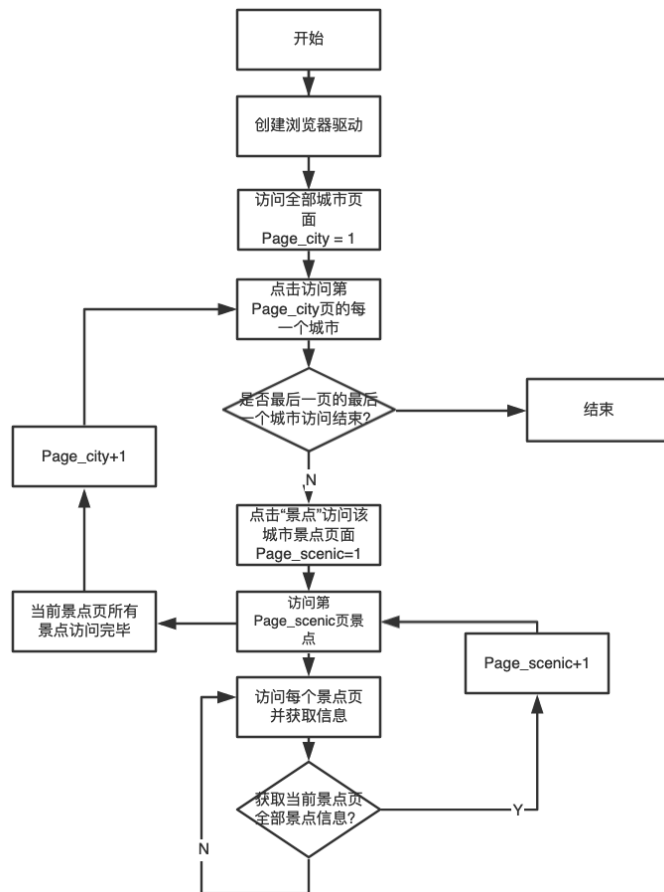 开始
创建浏览器驱动
访问全部城市页
面
Page_city = 1
点击访问第
Page_city页的每
一个城市
是否最后一页的最后
一个城市访问结束?
结束
Page_city+1
N
点击“景点”访问该
城市景点页面
Page_scenic=1
当前景点页所有
景点访问完毕
访问第
Page_scenic页景
点
Page_scenic+1
访问每个景点页
并获取信息
获取当前景点页
全部景点信息?
Y
N